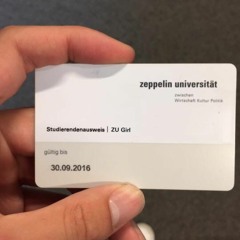 zeppelin universität
zwischen
Wirtschaft Kultur Politik
Studierendenausweis | ZU Girl
gültig bis
30.09.2016